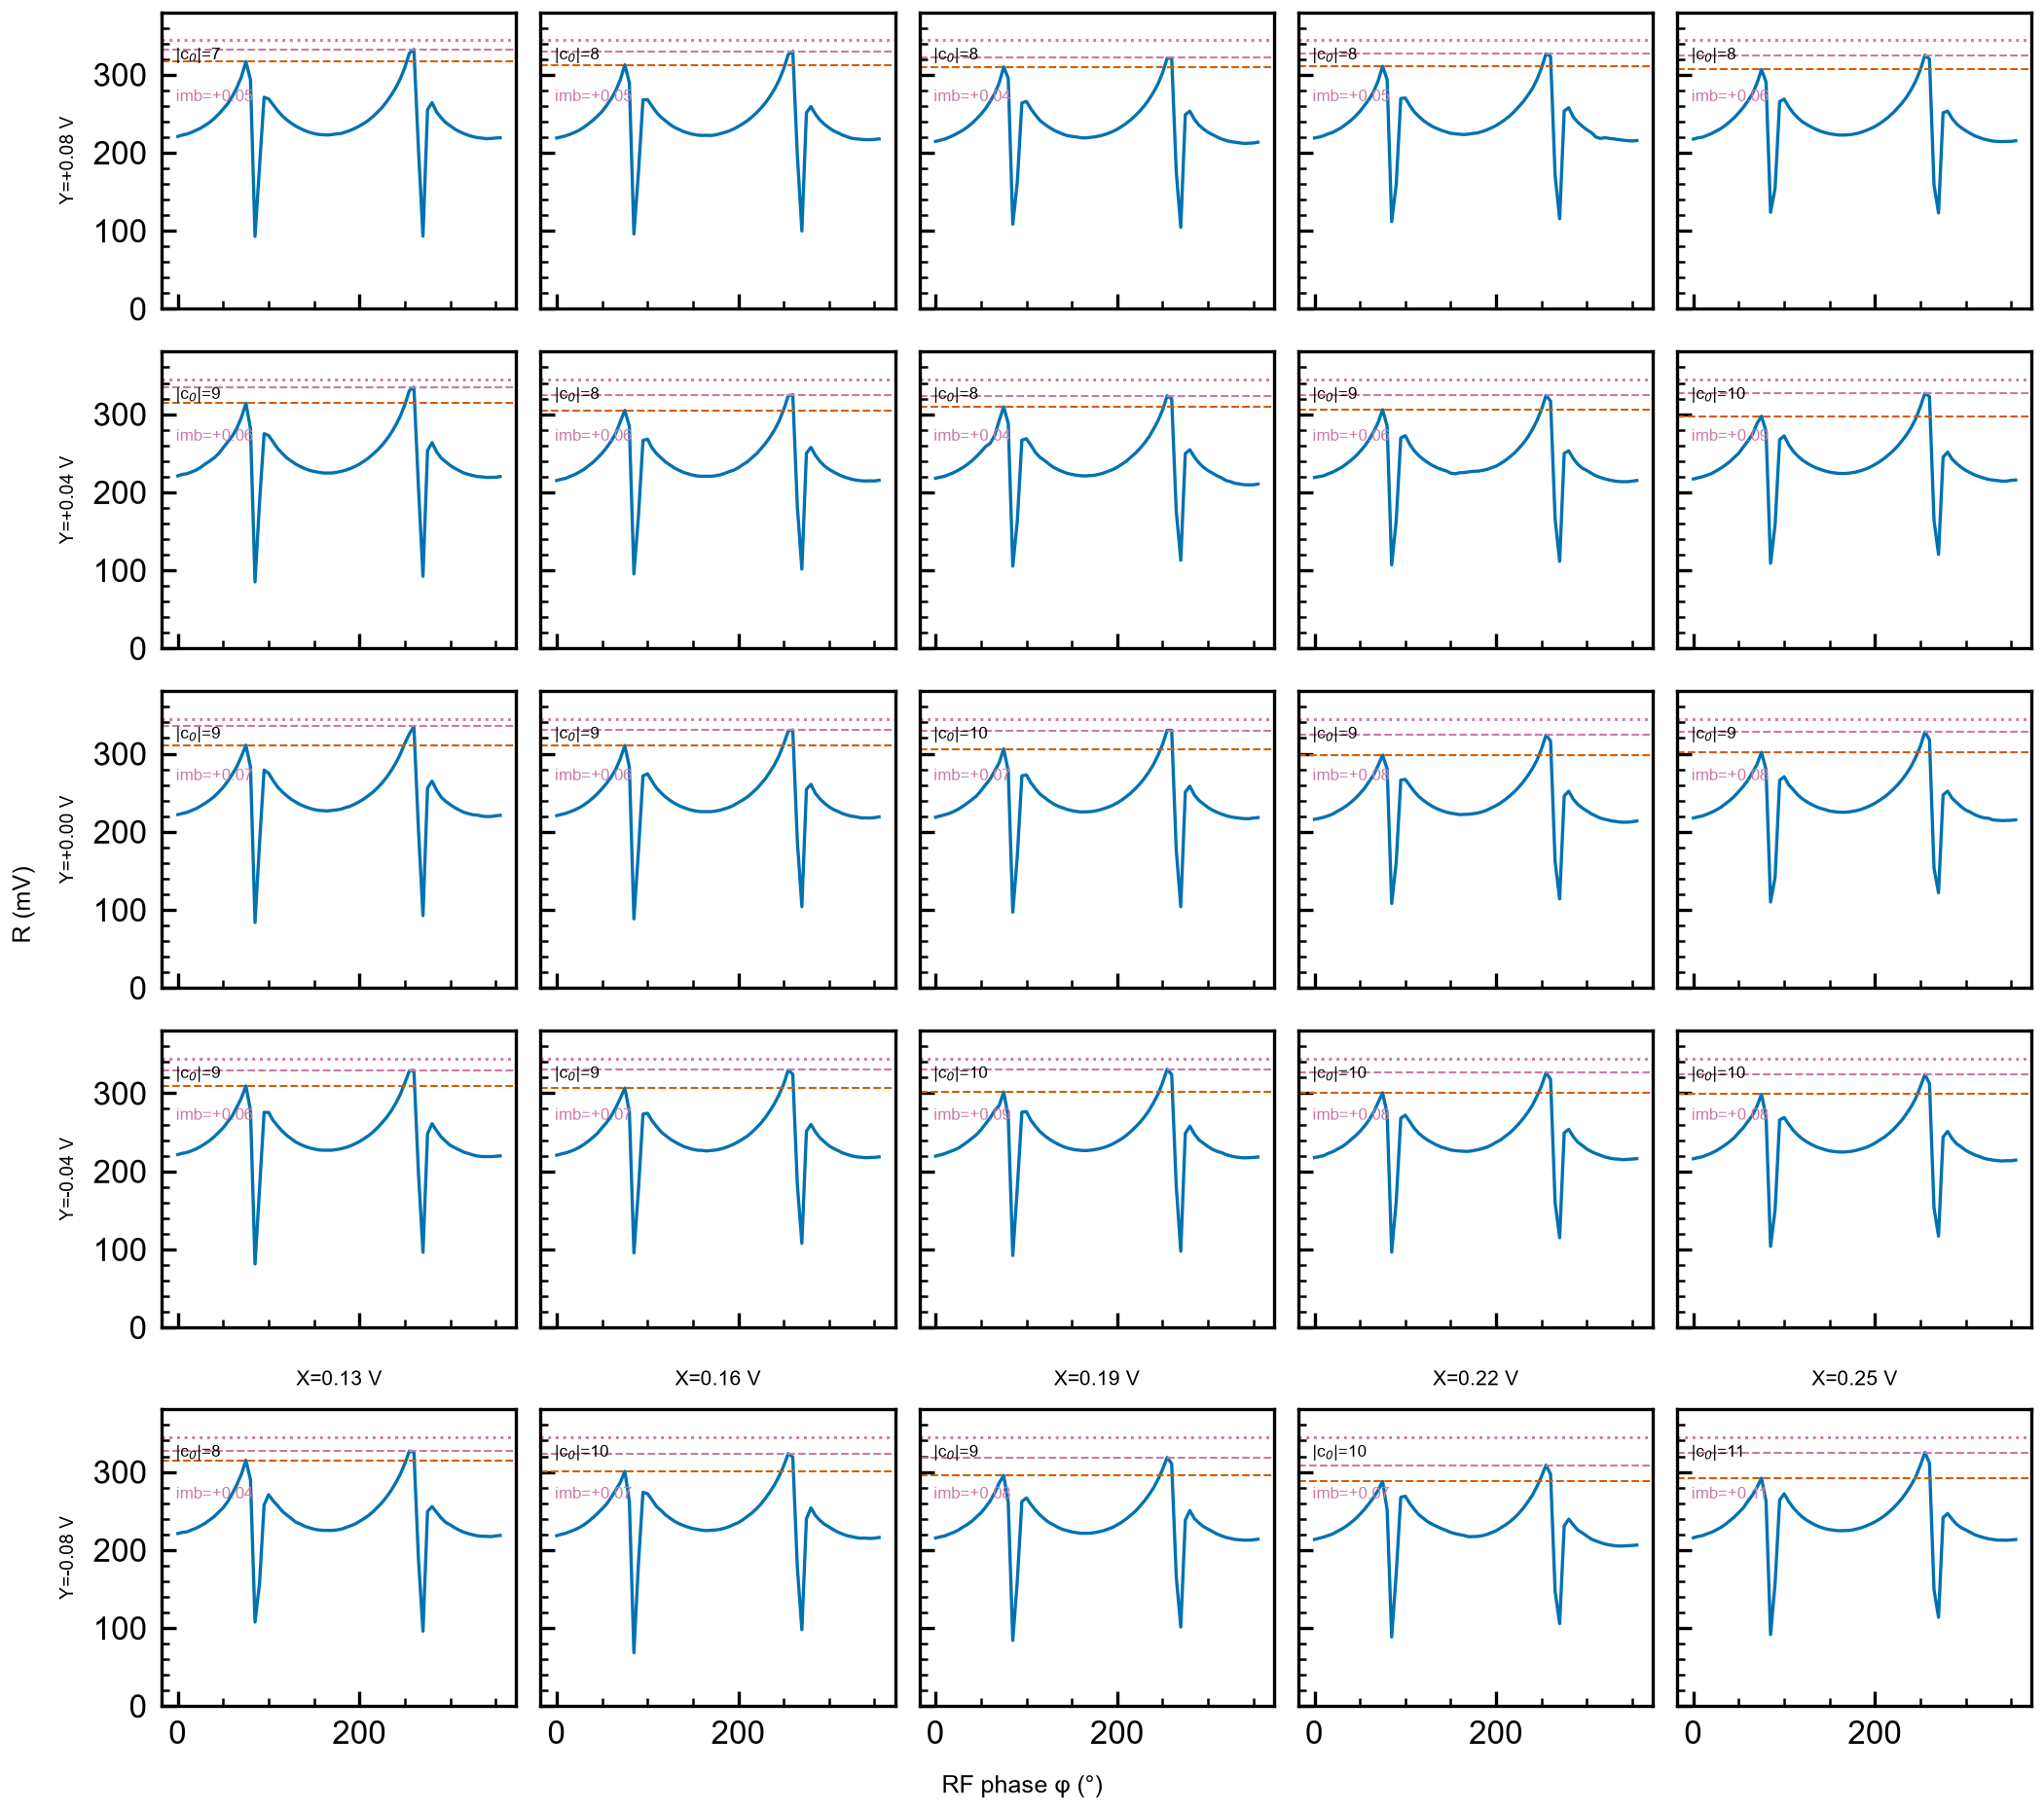 |c₀|=7
imb=+0.05
|c₀|=8
imb=+0.05
|c₀|=8
imb=+0.04
|c₀|=8
imb=+0.05
|c₀|=8
imb=+0.06
300
200
100
0
Y=+0.08 V
|c₀|=9
imb=+0.06
|c₀|=8
imb=+0.06
|c₀|=8
imb=+0.04
|c₀|=9
imb=+0.06
|c₀|=10
imb=+0.09
300
200
100
0
Y=+0.04 V
|c₀|=9
imb=+0.07
|c₀|=9
imb=+0.06
|c₀|=10
imb=+0.07
|c₀|=9
imb=+0.08
|c₀|=9
imb=+0.08
300
200
100
0
Y=+0.00 V
R (mV)
|c₀|=9
imb=+0.06
|c₀|=9
imb=+0.07
|c₀|=10
imb=+0.09
|c₀|=10
imb=+0.08
|c₀|=10
imb=+0.08
300
200
100
0
Y=-0.04 V
X=0.13 V
X=0.16 V
X=0.19 V
X=0.22 V
X=0.25 V
|c₀|=8
imb=+0.04
|c₀|=10
imb=+0.07
|c₀|=9
imb=+0.08
|c₀|=10
imb=+0.07
|c₀|=11
imb=+0.11
300
200
100
0
Y=-0.08 V
0 200
0 200
0 200
0 200
0 200
RF phase φ (°)